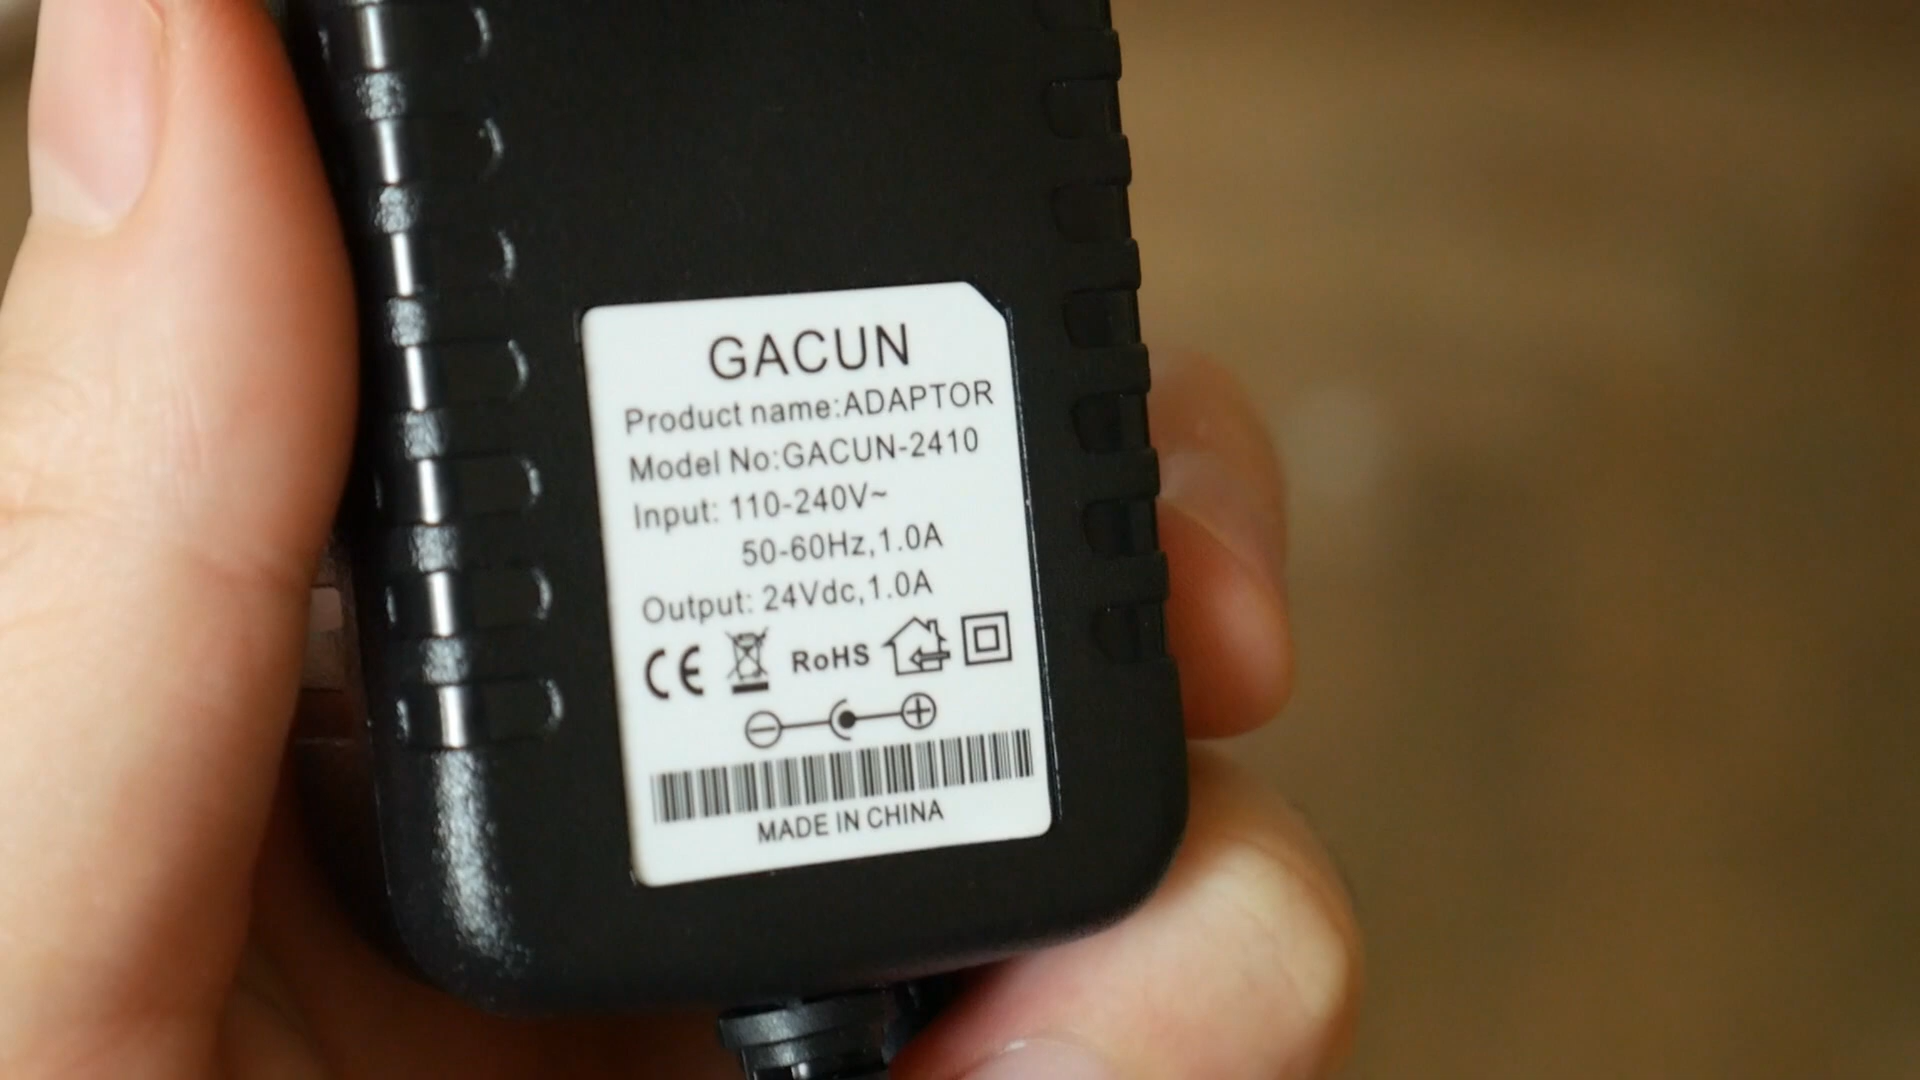 GACUN
Product name:ADAPTOR
Model No:GACUN-2410
Input: 110-240V~
50-60Hz,1.0A
Output: 24Vdc,1.0A
CE RoHS
MADE IN CHINA